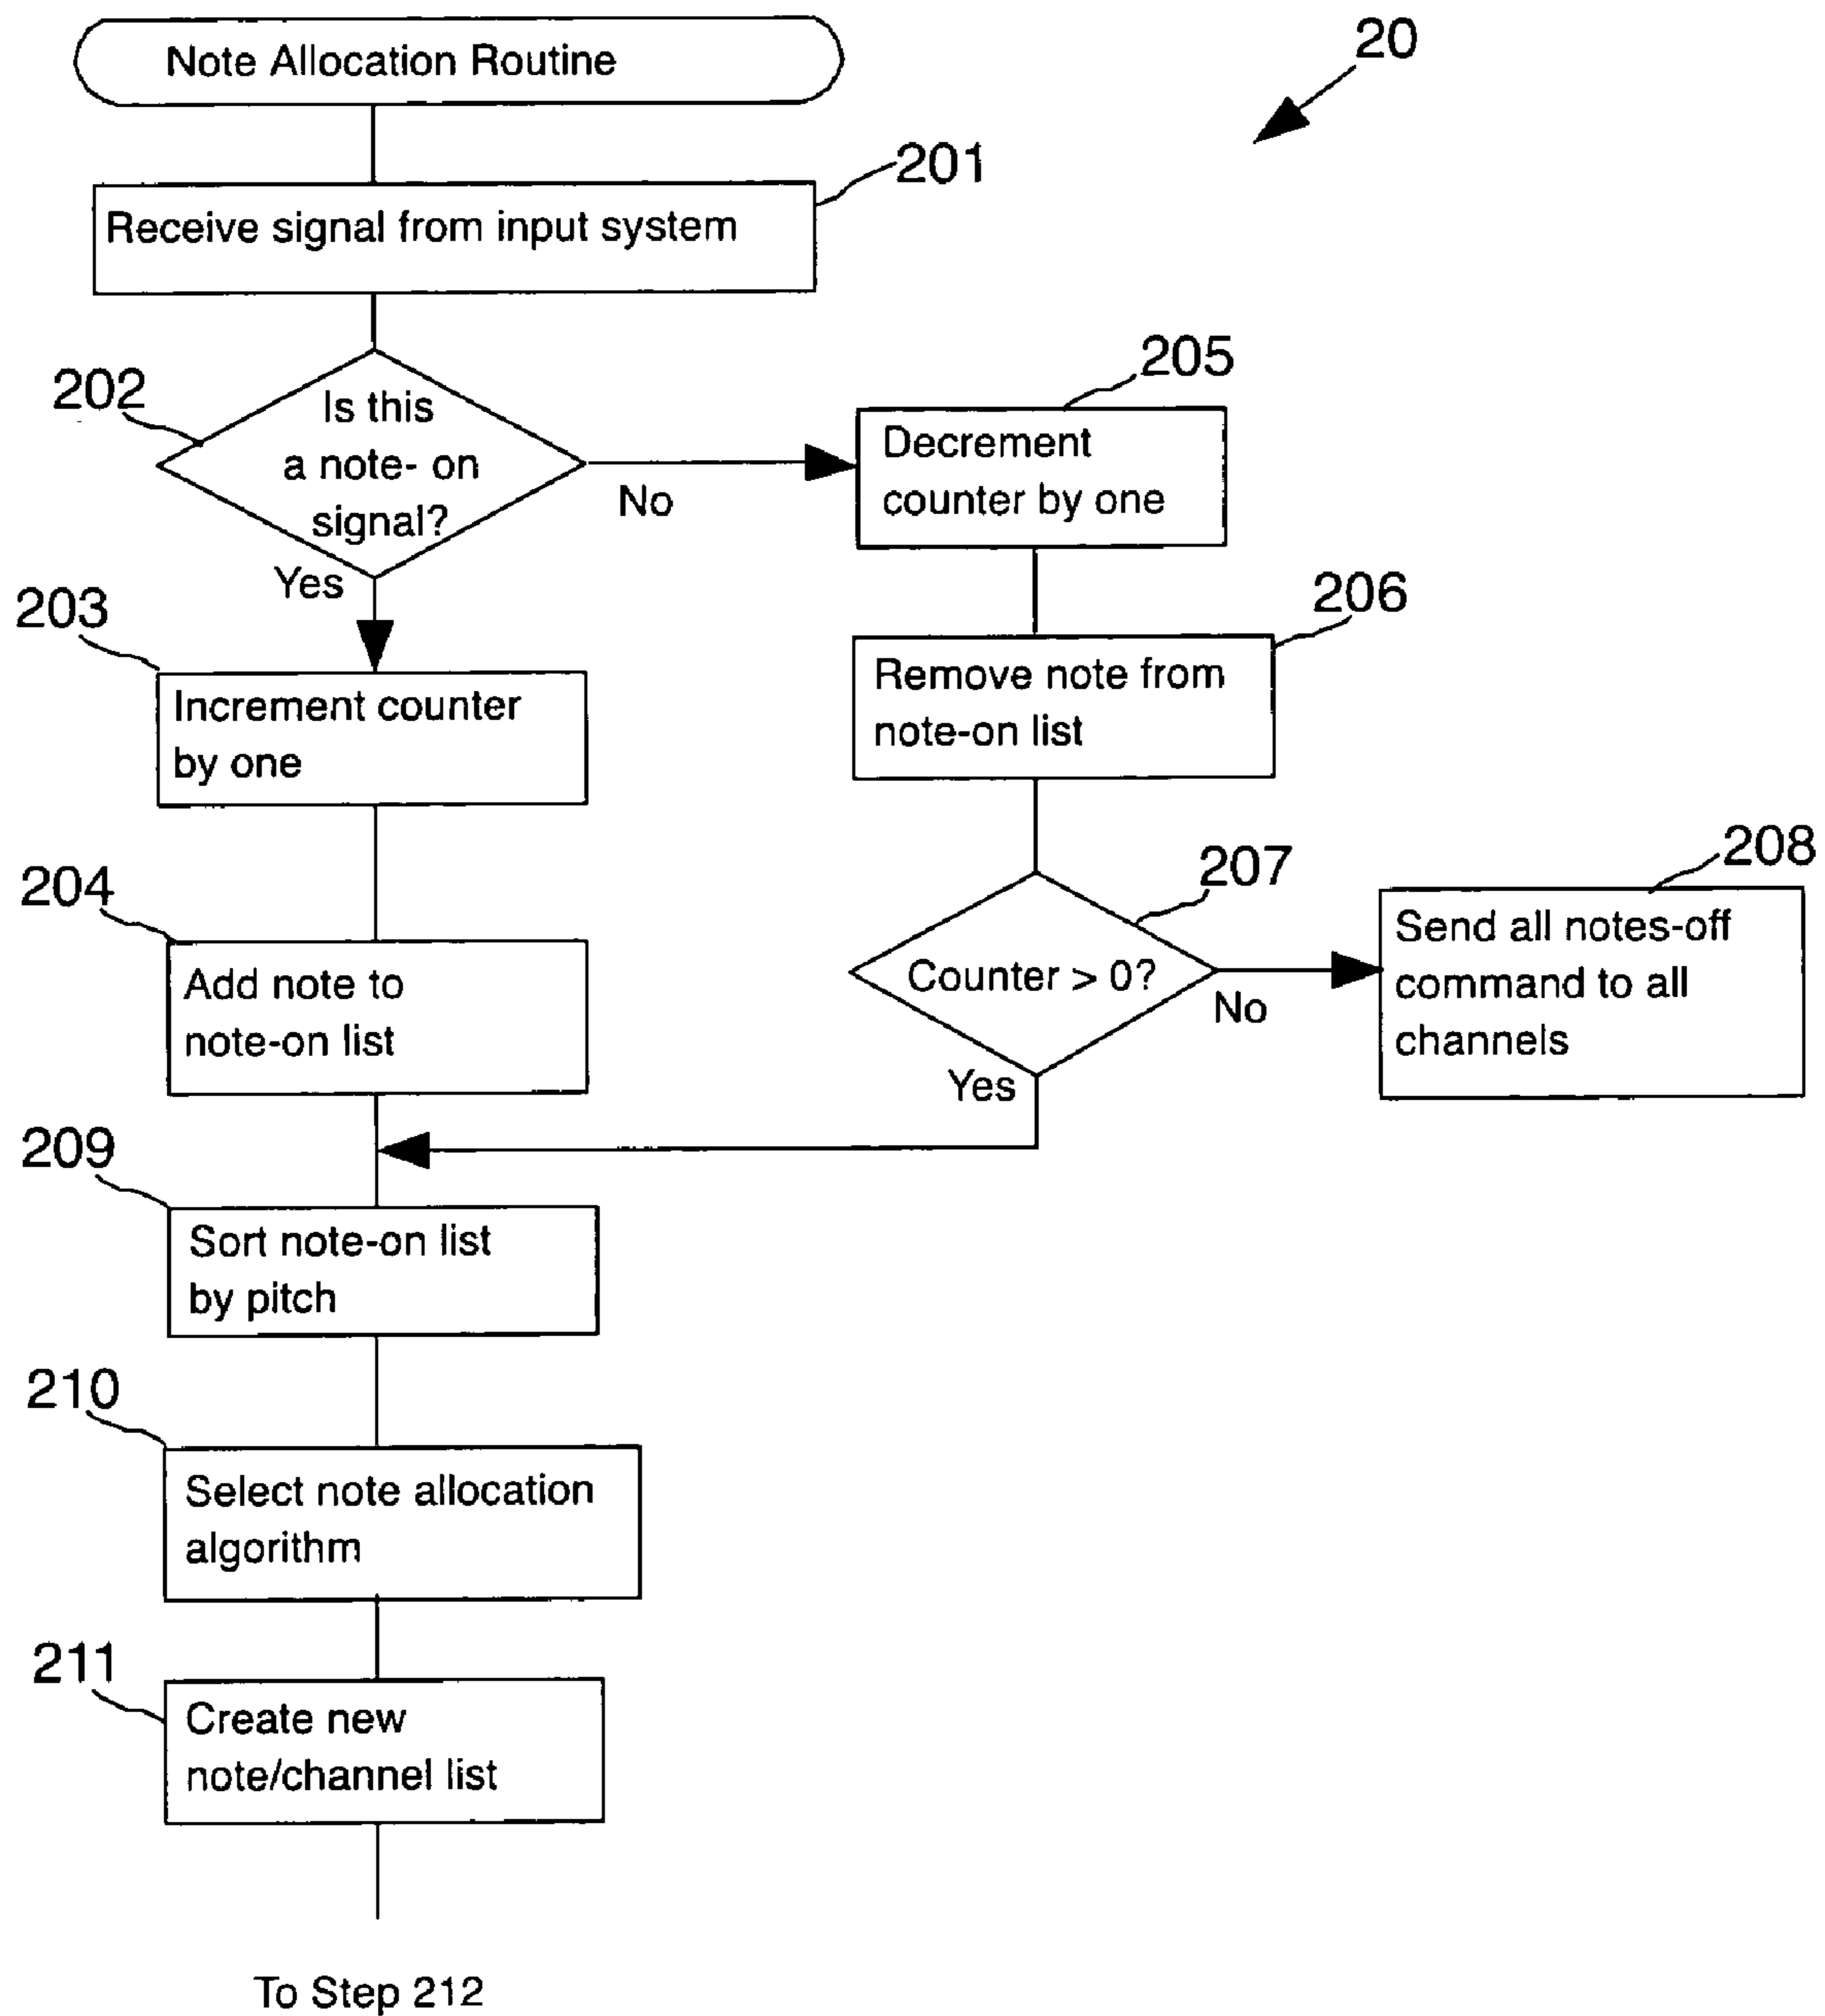 Note Allocation Routine
20
201
Receive signal from input system
202
Is this
a note- on
signal?
No
Yes
205
Decrement
counter by one
203
Increment counter
by one
206
Remove note from
note-on list
204
Add note to
note-on list
207
Counter > 0?
No
Yes
208
Send all notes-off
command to all
channels
209
Sort note-on list
by pitch
210
Select note allocation
algorithm
211
Create new
note/channel list
To Step 212